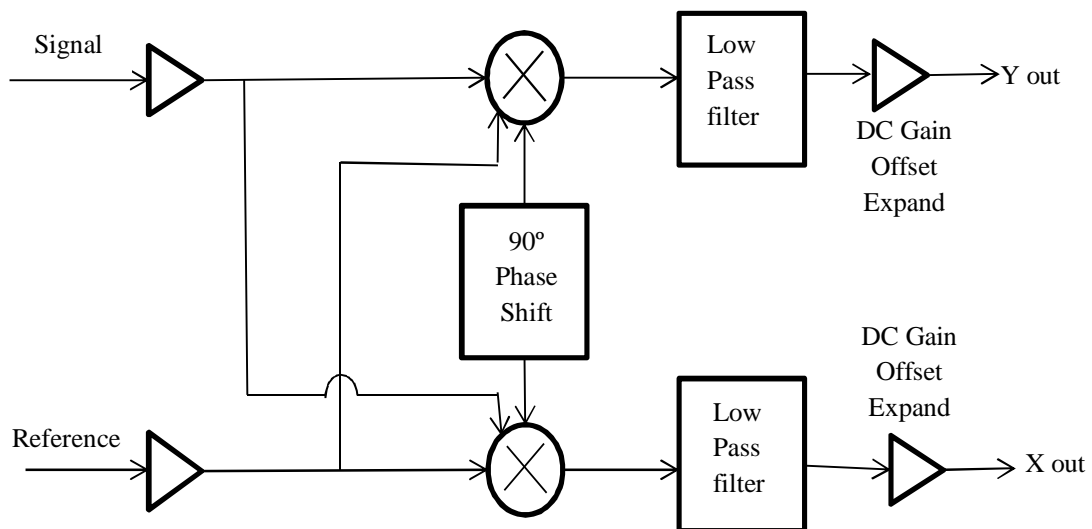 Signal
Low
Pass
filter
Y out
DC Gain
Offset
Expand
90º
Phase
Shift
DC Gain
Offset
Expand
Reference
Low
Pass
filter
X out